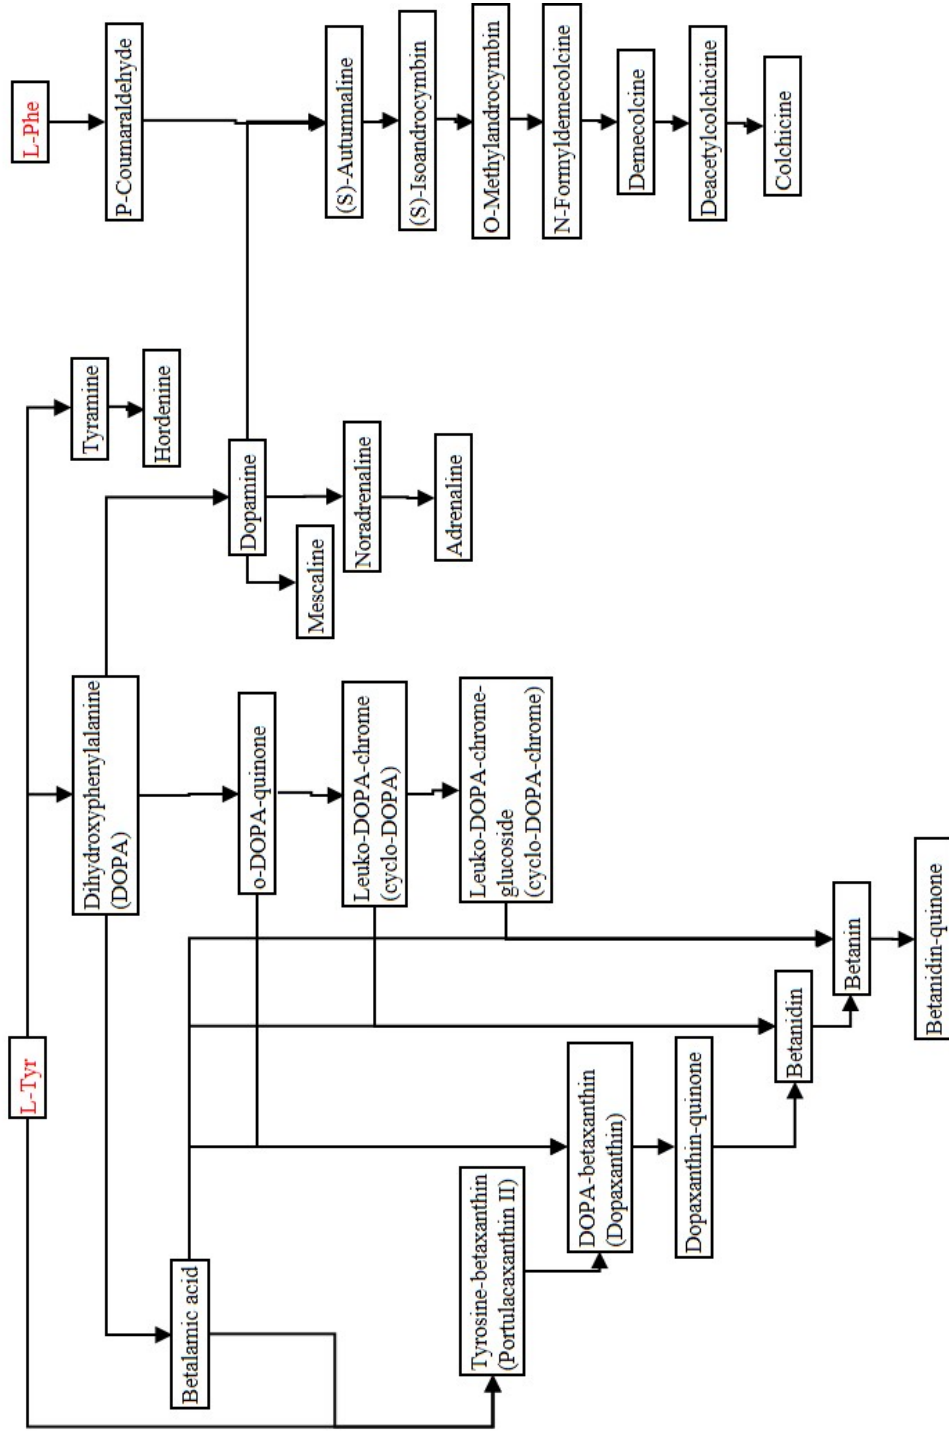 L-Tyr
L-Phe
Dihydroxyphenylalanine
(DOPA)
Tyramine
P-Coumaraldehyde
Hordenine
Betalamic acid
o-DOPA-quinone
Dopamine
Mescaline
(S)-Autumnaline
Leuko-DOPA-chrome
(cyclo-DOPA)
Noradrenaline
(S)-Isoandrocymbin
Tyrosine-betaxanthin
(Portulacaxanthin II)
Leuko-DOPA-chrome-
glucoside
(cyclo-DOPA-chrome)
Adrenaline
O-Methylandrocymbin
DOPA-betaxanthin
(Dopaxanthin)
N-Formyldemecolcine
Demecolcine
Dopaxanthin-quinone
Deacetylcolchicine
Betanidin
Colchicine
Betanin
Betanidin-quinone